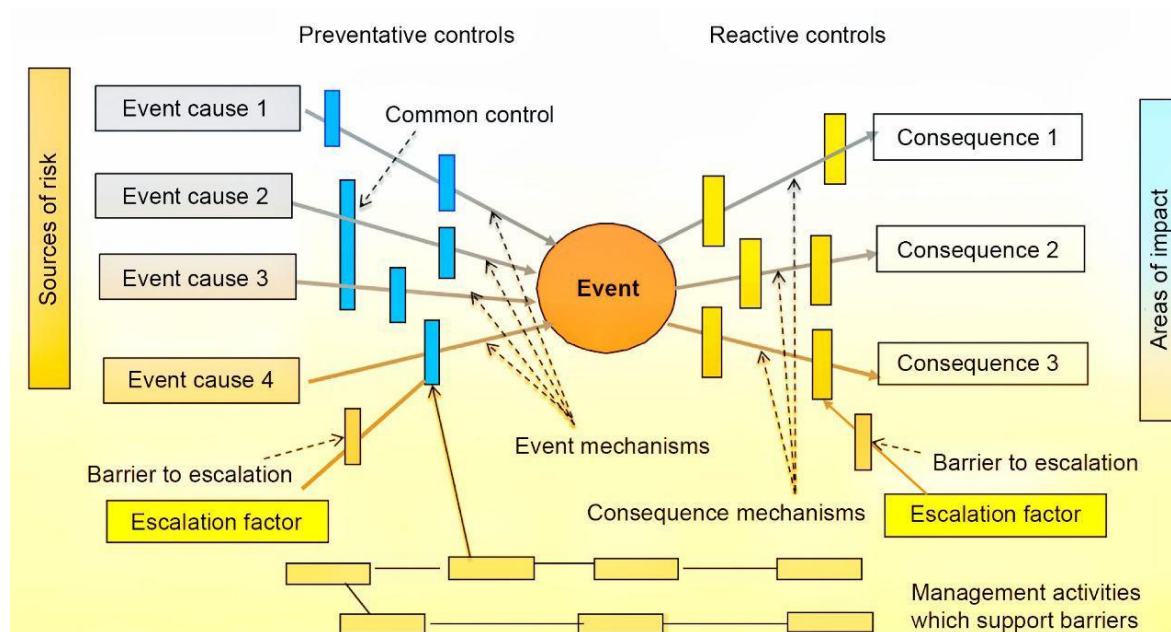 Preventative controls
Reactive controls
Sources of risk
Event cause 1
Common control
Event cause 2
Event cause 3
Event cause 4
Event
Consequence 1
Consequence 2
Consequence 3
Areas of impact
Event mechanisms
Barrier to escalation
Escalation factor
Consequence mechanisms
Barrier to escalation
Escalation factor
Management activities
which support barriers